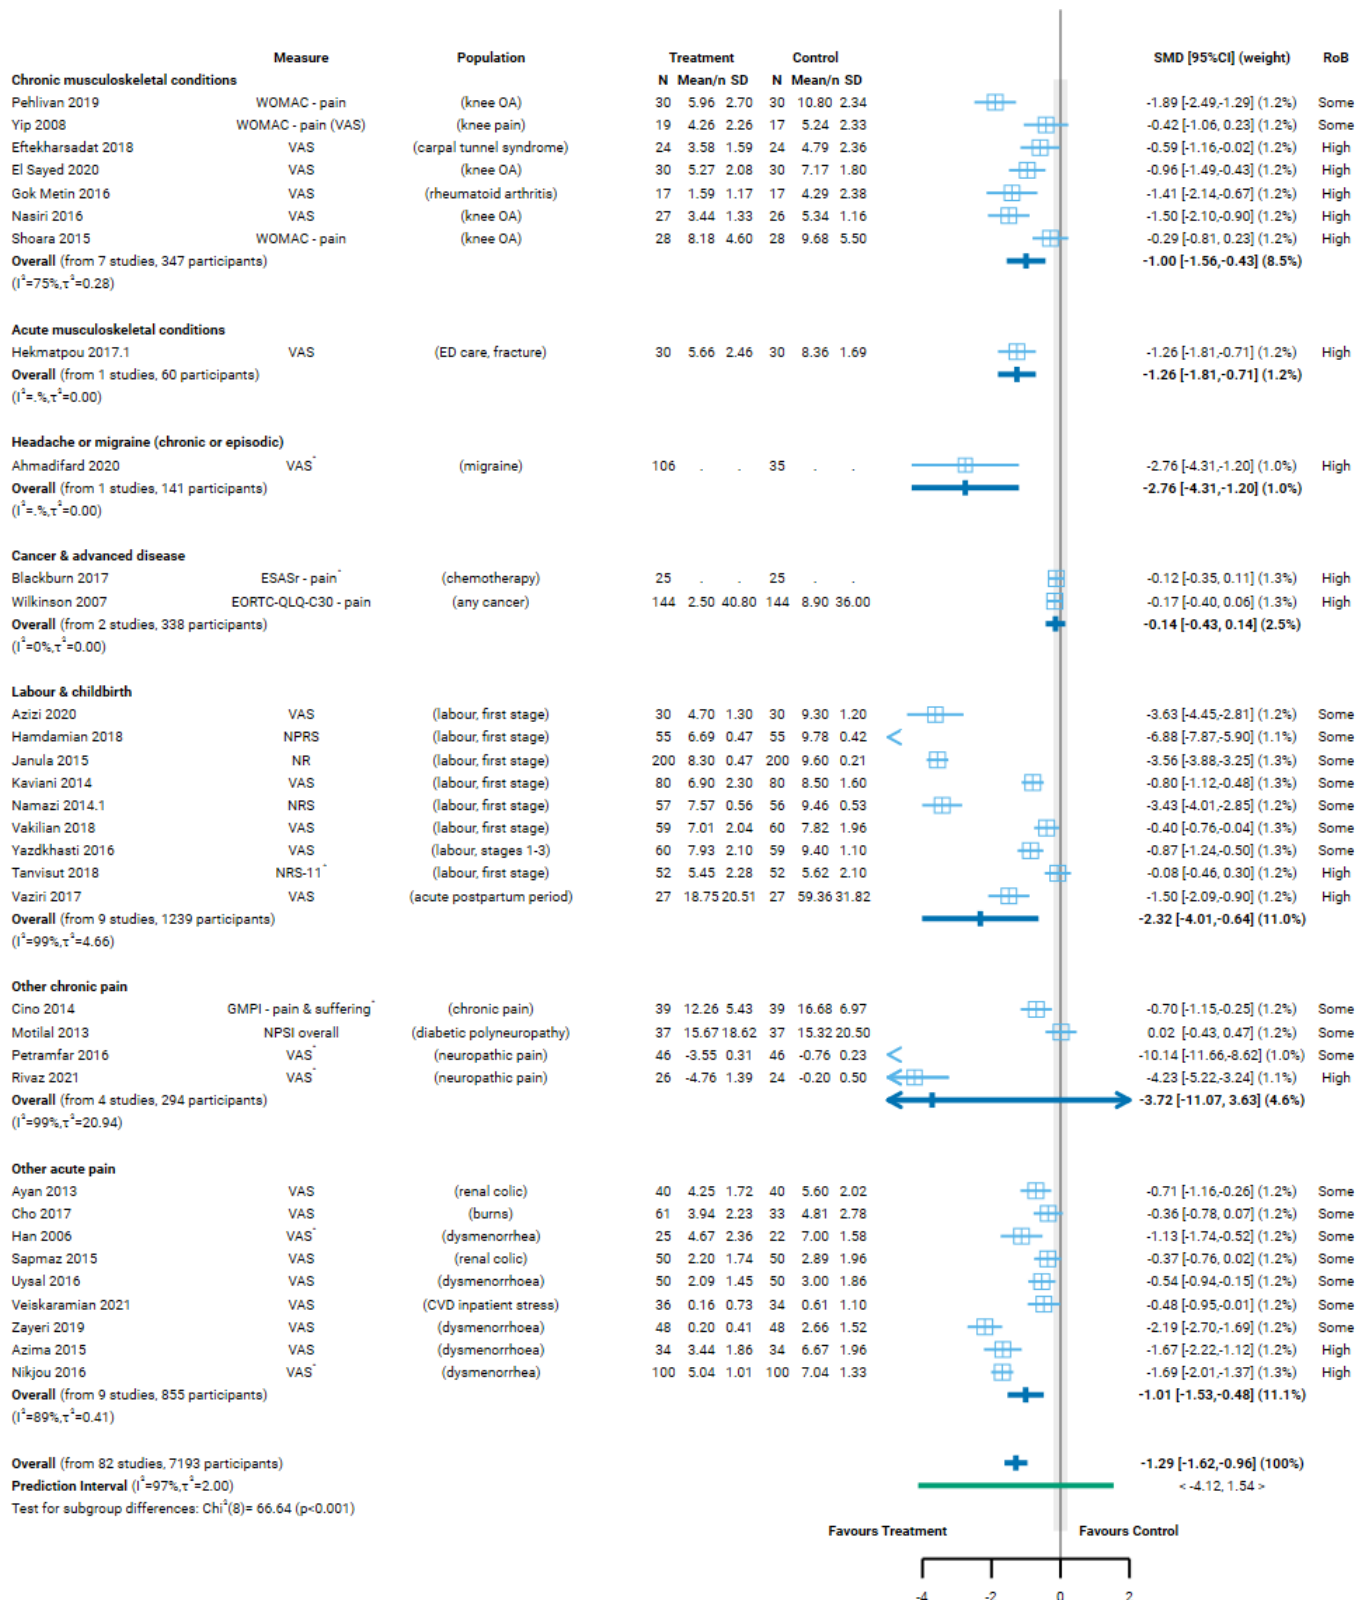 Measure Population Treatment Control SMD [95%CI] (weight) RoB
Chronic musculoskeletal conditions N Mean/n SD N Mean/n SD
Pehlivan 2019 WOMAC - pain (knee OA) 30 5.96 2.70 30 10.80 2.34 -1.89 [-2.49,-1.29] (1.2%) Some
Yip 2008 WOMAC - pain (VAS) (knee pain) 19 4.26 2.26 17 5.24 2.33 -0.42 [-1.06, 0.23] (1.2%) Some
Eftekharsadat 2018 VAS (carpal tunnel syndrome) 24 3.58 1.59 24 4.79 2.36 -0.59 [-1.16,-0.02] (1.2%) High
El Sayed 2020 VAS (knee OA) 30 5.27 2.08 30 7.17 1.80 -0.96 [-1.49,-0.43] (1.2%) High
Gok Metin 2016 VAS (rheumatoid arthritis) 17 1.59 1.17 17 4.29 2.38 -1.41 [-2.14,-0.67] (1.2%) High
Nasiri 2016 VAS (knee OA) 27 3.44 1.33 26 5.34 1.16 -1.50 [-2.10,-0.90] (1.2%) High
Shoara 2015 WOMAC - pain (knee OA) 28 8.18 4.60 28 9.68 5.50 -0.29 [-0.81, 0.23] (1.2%) High
Overall (from 7 studies, 347 participants) -1.00 [-1.56,-0.43] (8.5%)
(I²=75%,τ²=0.28)
Acute musculoskeletal conditions
Hekmatpou 2017.1 VAS (ED care, fracture) 30 5.66 2.46 30 8.36 1.69 -1.26 [-1.81,-0.71] (1.2%) High
Overall (from 1 studies, 60 participants) -1.26 [-1.81,-0.71] (1.2%)
(I²=.%,τ²=0.00)
Headache or migraine (chronic or episodic)
Ahmadifard 2020 VAS* (migraine) 106 . . 35 . . -2.76 [-4.31,-1.20] (1.0%) High
Overall (from 1 studies, 141 participants) -2.76 [-4.31,-1.20] (1.0%)
(I²=.%,τ²=0.00)
Cancer & advanced disease
Blackburn 2017 ESASr - pain* (chemotherapy) 25 . . 25 . . -0.12 [-0.35, 0.11] (1.3%) High
Wilkinson 2007 EORTC-QLQ-C30 - pain (any cancer) 144 2.50 40.80 144 8.90 36.00 -0.17 [-0.40, 0.06] (1.3%) High
Overall (from 2 studies, 338 participants) -0.14 [-0.43, 0.14] (2.5%)
(I²=0%,τ²=0.00)
Labour & childbirth
Azizi 2020 VAS (labour, first stage) 30 4.70 1.30 30 9.30 1.20 -3.63 [-4.45,-2.81] (1.2%) Some
Hamdamian 2018 NPRS (labour, first stage) 55 6.69 0.47 55 9.78 0.42 -6.88 [-7.87,-5.90] (1.1%) Some
Janula 2015 NR (labour, first stage) 200 8.30 0.47 200 9.60 0.21 -3.56 [-3.88,-3.25] (1.3%) Some
Kaviani 2014 VAS (labour, first stage) 80 6.90 2.30 80 8.50 1.60 -0.80 [-1.12,-0.48] (1.3%) Some
Namazi 2014.1 NRS (labour, first stage) 57 7.57 0.56 56 9.46 0.53 -3.43 [-4.01,-2.85] (1.2%) Some
Vakilian 2018 VAS (labour, first stage) 59 7.01 2.04 60 7.82 1.96 -0.40 [-0.76,-0.04] (1.3%) Some
Yazdkhasti 2016 VAS (labour, stages 1-3) 60 7.93 2.10 59 9.40 1.10 -0.87 [-1.24,-0.50] (1.3%) Some
Tanvisut 2018 NRS-11* (labour, first stage) 52 5.45 2.28 52 5.62 2.10 -0.08 [-0.46, 0.30] (1.2%) High
Vaziri 2017 VAS (acute postpartum period) 27 18.75 20.51 27 59.36 31.82 -1.50 [-2.09,-0.90] (1.2%) High
Overall (from 9 studies, 1239 participants) -2.32 [-4.01,-0.64] (11.0%)
(I²=99%,τ²=4.66)
Other chronic pain
Cino 2014 GMPI - pain & suffering* (chronic pain) 39 12.26 5.43 39 16.68 6.97 -0.70 [-1.15,-0.25] (1.2%) Some
Motilal 2013 NPSI overall (diabetic polyneuropathy) 37 15.67 18.62 37 15.32 20.50 0.02 [-0.43, 0.47] (1.2%) Some
Petramfar 2016 VAS* (neuropathic pain) 46 -3.55 0.31 46 -0.76 0.23 -10.14 [-11.66,-8.62] (1.0%) Some
Rivaz 2021 VAS* (neuropathic pain) 26 -4.76 1.39 24 -0.20 0.50 -4.23 [-5.22,-3.24] (1.1%) High
Overall (from 4 studies, 294 participants) -3.72 [-11.07, 3.63] (4.6%)
(I²=99%,τ²=20.94)
Other acute pain
Ayan 2013 VAS (renal colic) 40 4.25 1.72 40 5.60 2.02 -0.71 [-1.16,-0.26] (1.2%) Some
Cho 2017 VAS (burns) 61 3.94 2.23 33 4.81 2.78 -0.36 [-0.78, 0.07] (1.2%) Some
Han 2006 VAS* (dysmenorrhea) 25 4.67 2.36 22 7.00 1.58 -1.13 [-1.74,-0.52] (1.2%) Some
Sapmaz 2015 VAS (renal colic) 50 2.20 1.74 50 2.89 1.96 -0.37 [-0.76, 0.02] (1.2%) Some
Uysal 2016 VAS (dysmenorrhoea) 50 2.09 1.45 50 3.00 1.86 -0.54 [-0.94,-0.15] (1.2%) Some
Veiskaramian 2021 VAS (CVD inpatient stress) 36 0.16 0.73 34 0.61 1.10 -0.48 [-0.95,-0.01] (1.2%) Some
Zayeri 2019 VAS (dysmenorrhoea) 48 0.20 0.41 48 2.66 1.52 -2.19 [-2.70,-1.69] (1.2%) Some
Azima 2015 VAS (dysmenorrhoea) 34 3.44 1.86 34 6.67 1.96 -1.67 [-2.22,-1.12] (1.2%) High
Nikjou 2016 VAS* (dysmenorrhea) 100 5.04 1.01 100 7.04 1.33 -1.69 [-2.01,-1.37] (1.3%) High
Overall (from 9 studies, 855 participants) -1.01 [-1.53,-0.48] (11.1%)
(I²=89%,τ²=0.41)
Overall (from 82 studies, 7193 participants) -1.29 [-1.62,-0.96] (100%)
Prediction Interval (I²=97%,τ²=2.00) < -4.12, 1.54 >
Test for subgroup differences: Chi²(8)= 66.64 (p<0.001)
Favours Treatment Favours Control
-4 -2 0 2